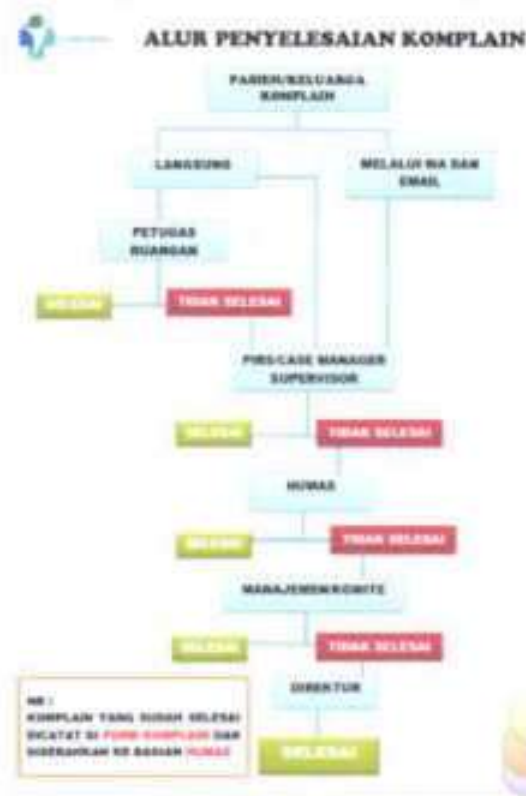 ALUR PENYELESAIAN KOMPLAIN
PASIEN/KELUARGA
KOMPLAIN
LANGSUNG
MELALUI WA DAN
EMAIL
PETUGAS
RUANGAN
SELESAI
TIDAK SELESAI
CASE MANAGER
SUPERVISOR
SELESAI
TIDAK SELESAI
HUMAS
SELESAI
TIDAK SELESAI
MANAJEMEN/KOMITE
SELESAI
TIDAK SELESAI
DIREKTUR
SELESAI
NB :
KOMPLAIN YANG SUDAH SELESAI
DICATAT DI FORM KOMPLAIN DAN
DISERAHKAN KE BAGIAN HUMAS